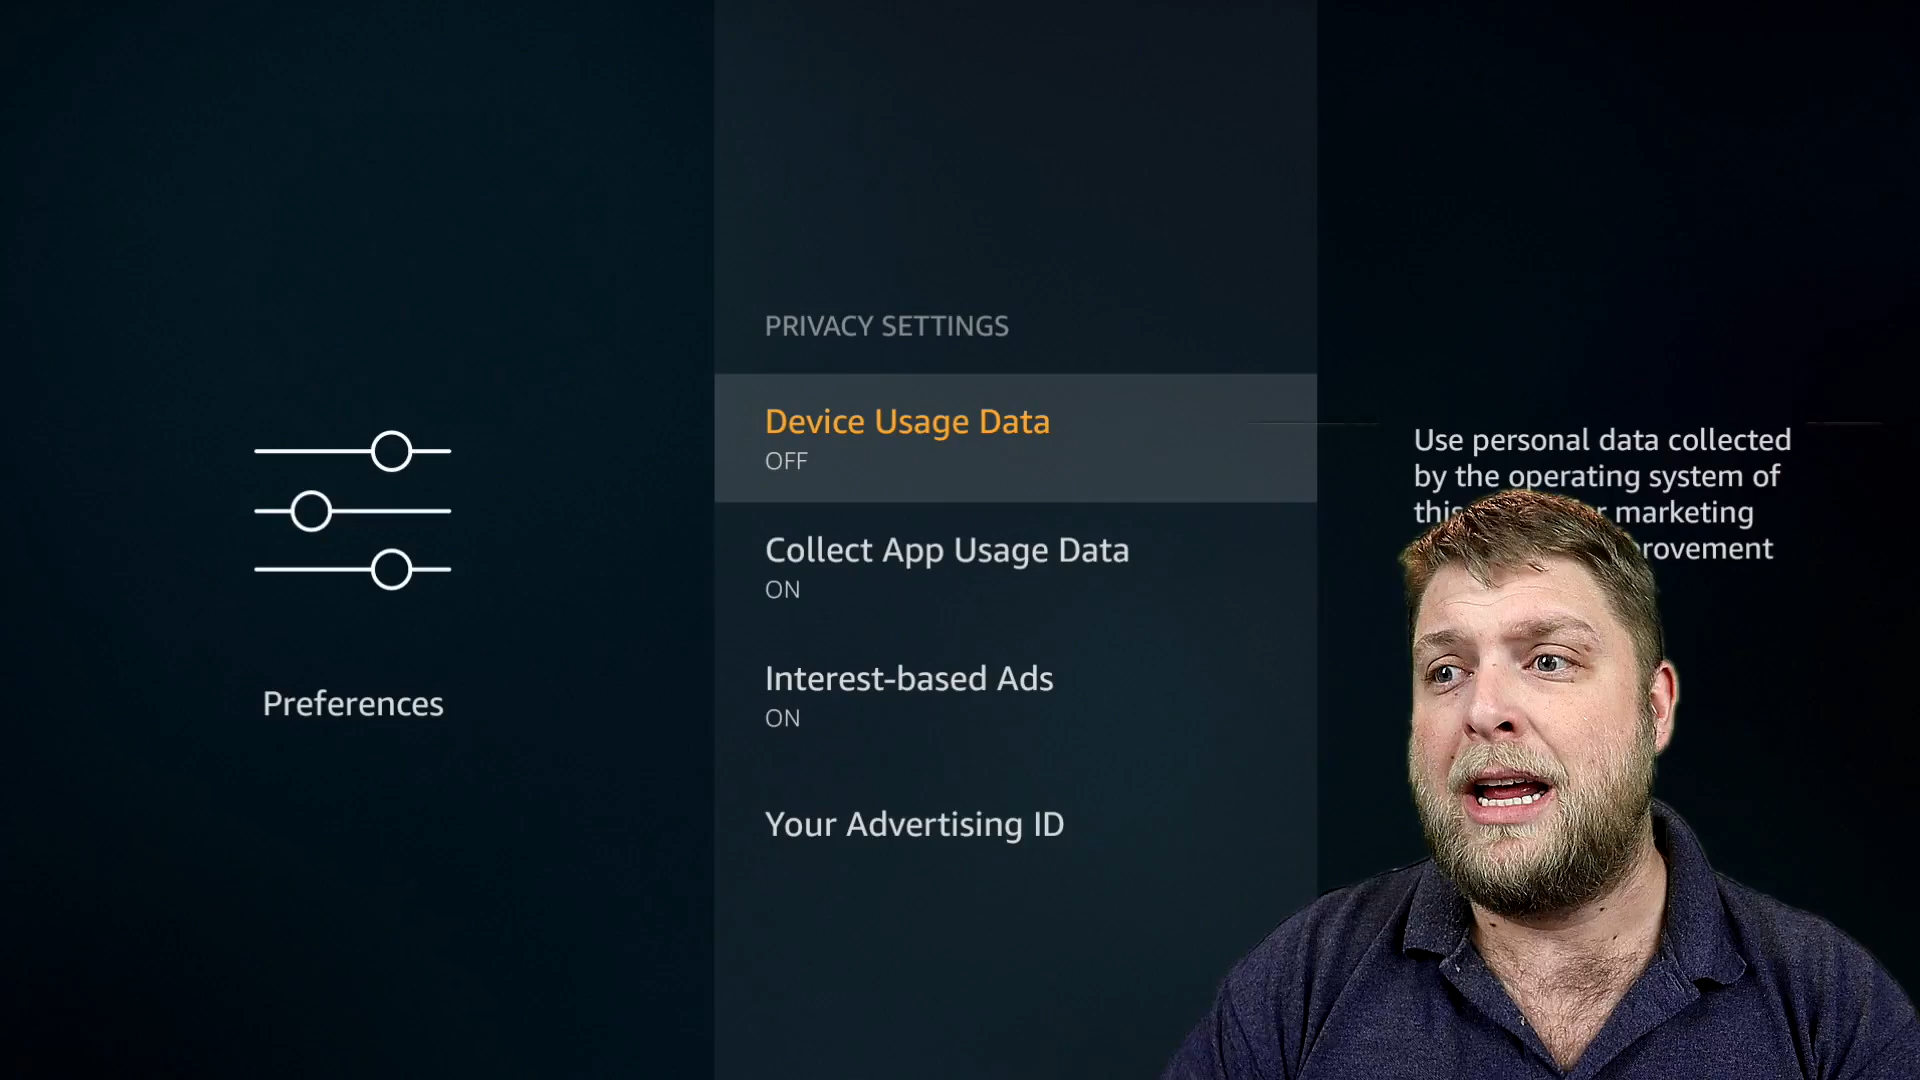 PRIVACY SETTINGS
Device Usage Data
OFF
Collect App Usage Data
ON
Interest-based Ads
ON
Your Advertising ID
Preferences
Use personal data collected
by the operating system of
marketing